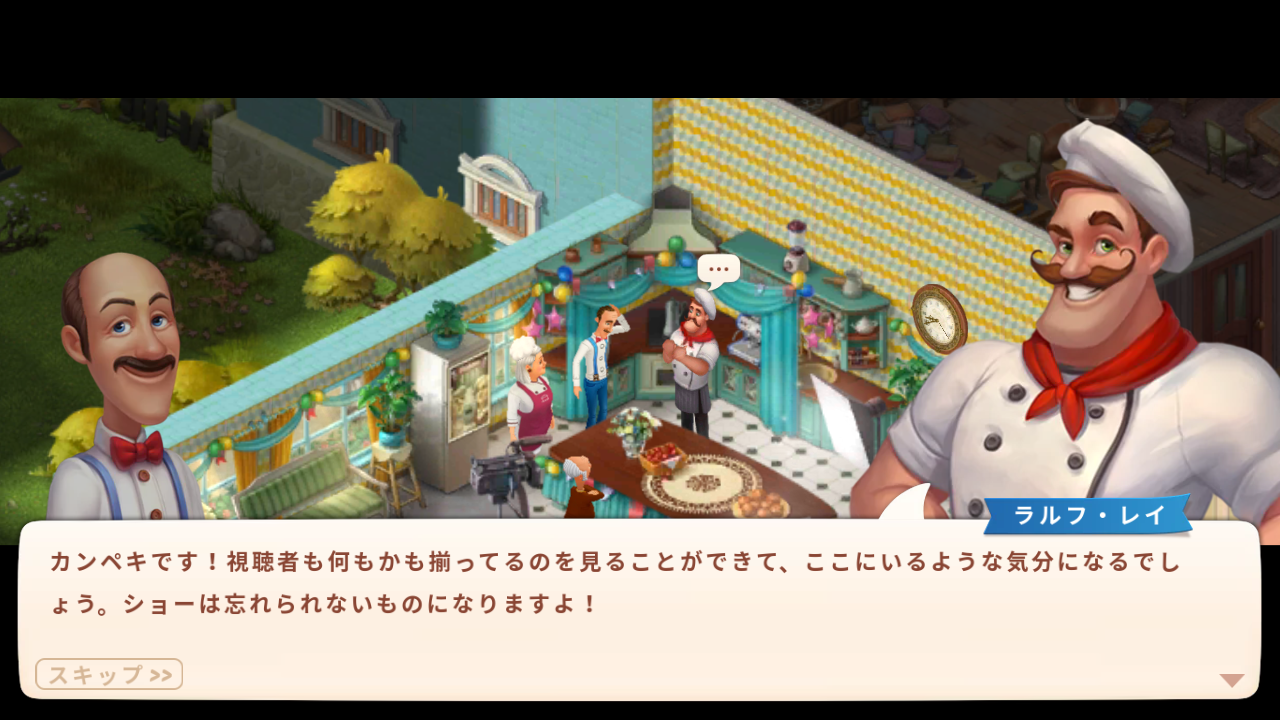 ラルフ・レイ
カンペキです！視聴者も何もかも揃ってるのを見ることができて、ここにいるような気分になるでし
ょう。ショーは忘れられないものになりますよ！
スキップ >>